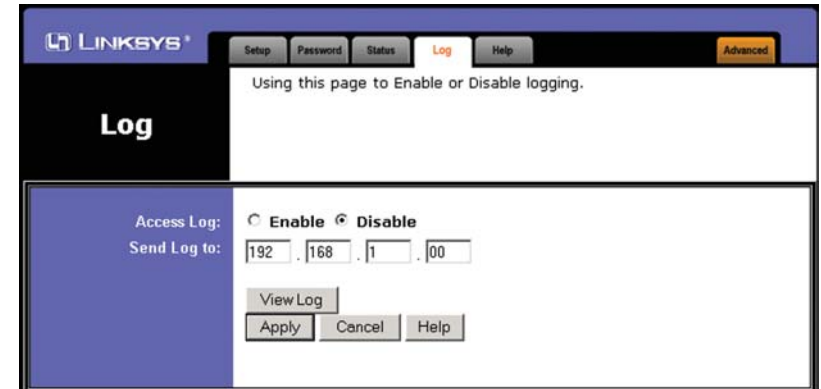 LINKSYS®
Setup Password Status Log Help Advanced
Log
Using this page to Enable or Disable logging.
Access Log: Enable Disable
Send Log to: 192 . 168 . 1 . 00
View Log
Apply Cancel Help